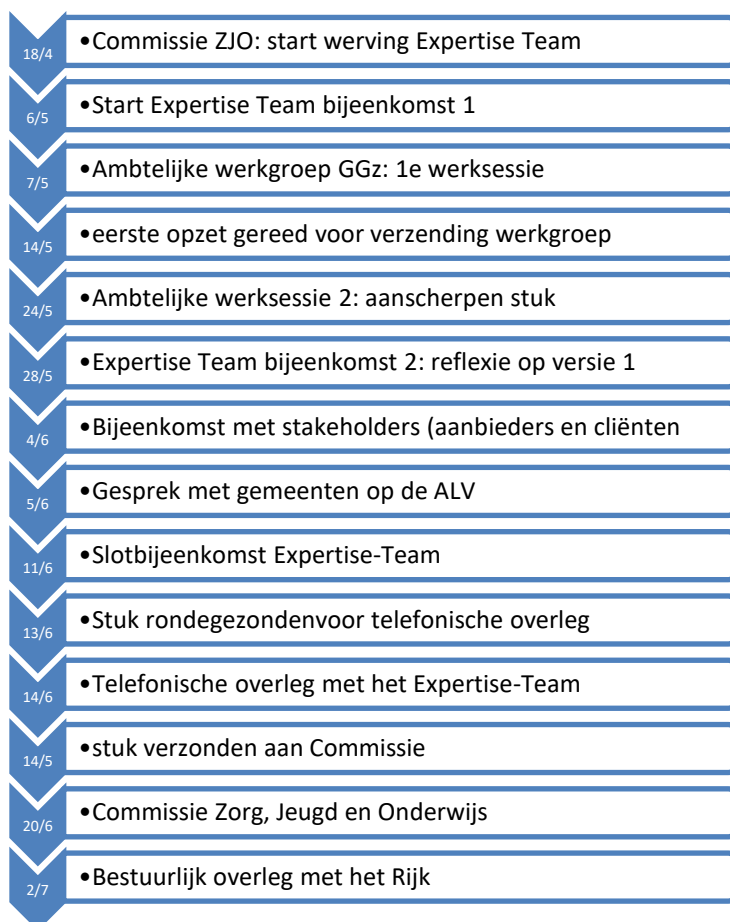 18/4 •Commissie ZJO: start werving Expertise Team
6/5 •Start Expertise Team bijeenkomst 1
7/5 •Ambtelijke werkgroep GGz: 1e werksessie
14/5 •eerste opzet gereed voor verzending werkgroep
24/5 •Ambtelijke werksessie 2: aanscherpen stuk
28/5 •Expertise Team bijeenkomst 2: reflexie op versie 1
4/6 •Bijeenkomst met stakeholders (aanbieders en cliënten
5/6 •Gesprek met gemeenten op de ALV
11/6 •Slotbijeenkomst Expertise-Team
13/6 •Stuk rondegezondenvoor telefonische overleg
14/6 •Telefonische overleg met het Expertise-Team
14/5 •stuk verzonden aan Commissie
20/6 •Commissie Zorg, Jeugd en Onderwijs
2/7 •Bestuurlijk overleg met het Rijk